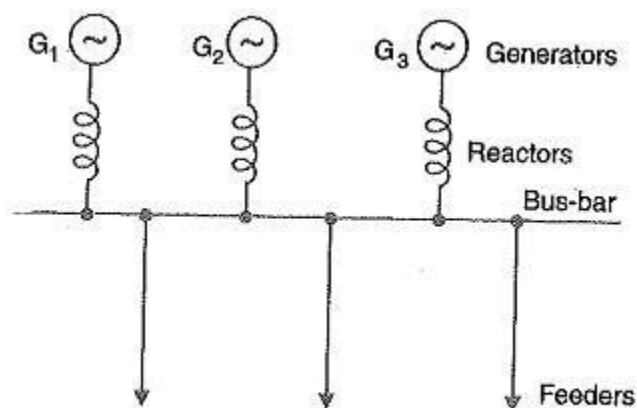 G1 ~ G2 ~ G3 ~ Generators
Reactors
Bus-bar
Feeders